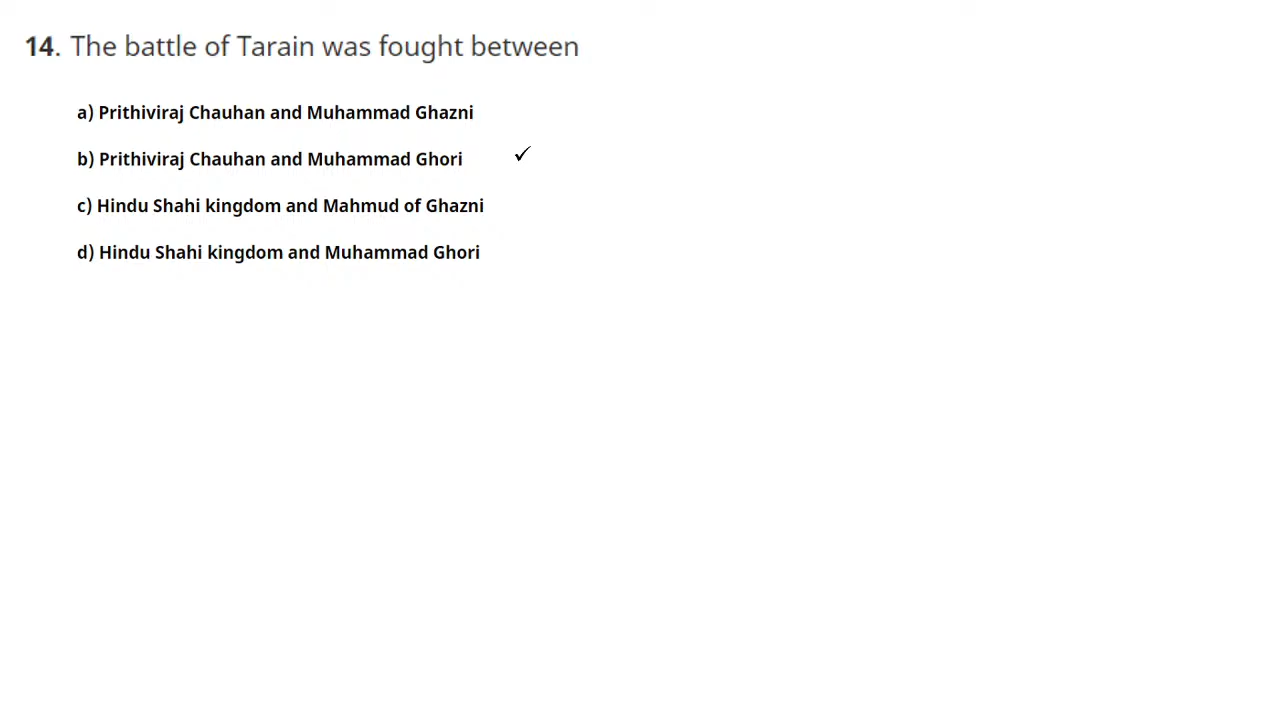 14. The battle of Tarain was fought between
a) Prithiviraj Chauhan and Muhammad Ghazni
b) Prithiviraj Chauhan and Muhammad Ghori ✓
c) Hindu Shahi kingdom and Mahmud of Ghazni
d) Hindu Shahi kingdom and Muhammad Ghori